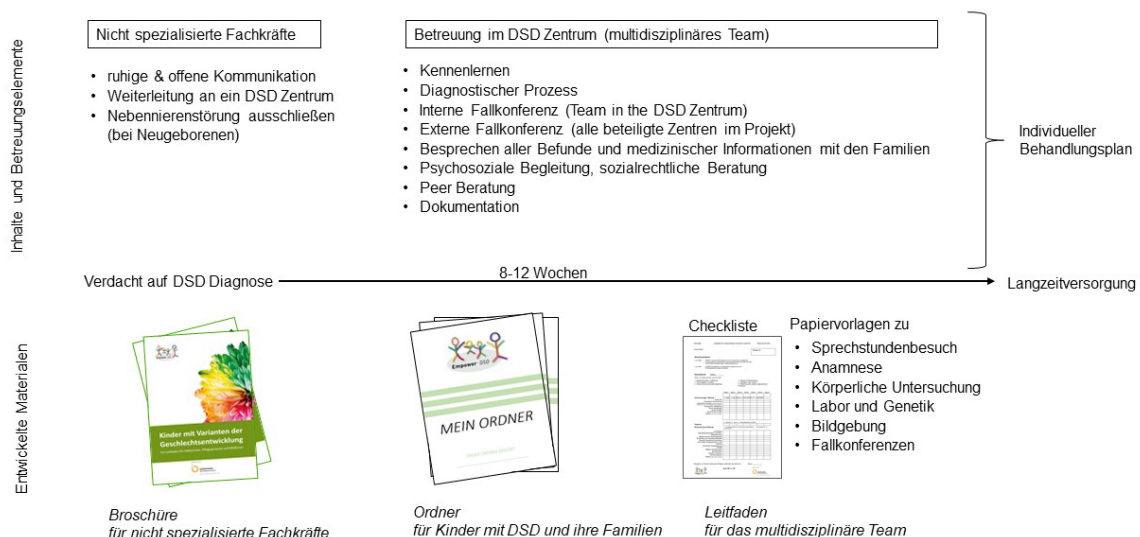 Inhalte und Betreuungselemente
Nicht spezialisierte Fachkräfte
• ruhige & offene Kommunikation
• Weiterleitung an ein DSD Zentrum
• Nebennierenstörung ausschließen
(bei Neugeborenen)
Betreuung im DSD Zentrum (multidisziplinäres Team)
• Kennenlernen
• Diagnostischer Prozess
• Interne Fallkonferenz (Team in the DSD Zentrum)
• Externe Fallkonferenz (alle beteiligte Zentren im Projekt)
• Besprechen aller Befunde und medizinischer Informationen mit den Familien
• Psychosoziale Begleitung, sozialrechtliche Beratung
• Peer Beratung
• Dokumentation
Individueller
Behandlungsplan
Verdacht auf DSD Diagnose
8-12 Wochen
Langzeitversorgung
Entwickelte Materialen
Kinder mit Varianten der
Geschlechtsentwicklung
Broschüre
für nicht spezialisierte Fachkräfte
Empower DSD
MEIN ORDNER
Ordner
für Kinder mit DSD und ihre Familien
Checkliste
Leitfaden
für das multidisziplinäre Team
Papiervorlagen zu
• Sprechstundenbesuch
• Anamnese
• Körperliche Untersuchung
• Labor und Genetik
• Bildgebung
• Fallkonferenzen